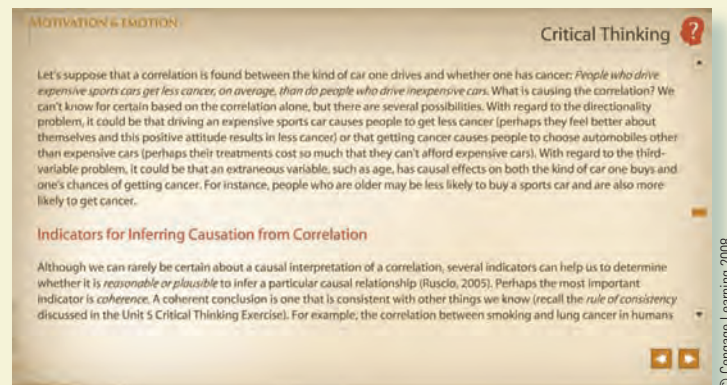 MOTIVATION & EMOTION
Critical Thinking ?
Let's suppose that a correlation is found between the kind of car one drives and whether one has cancer: People who drive
expensive sports cars get less cancer, on average, than do people who drive inexpensive cars. What is causing the correlation? We
can't know for certain based on the correlation alone, but there are several possibilities. With regard to the directionality
problem, it could be that driving an expensive sports car causes people to get less cancer (perhaps they feel better about
themselves and this positive attitude results in less cancer) or that getting cancer causes people to choose automobiles other
than expensive cars (perhaps their treatments cost so much that they can't afford expensive cars). With regard to the third-
variable problem, it could be that an extraneous variable, such as age, has causal effects on both the kind of car one buys and
one's chances of getting cancer. For instance, people who are older may be less likely to buy a sports car and are also more
likely to get cancer.
Indicators for Inferring Causation from Correlation
Although we can rarely be certain about a causal interpretation of a correlation, several indicators can help us to determine
whether it is reasonable or plausible to infer a particular causal relationship (Ruscio, 2005). Perhaps the most important
indicator is coherence. A coherent conclusion is one that is consistent with other things we know (recall the rule of consistency
discussed in the Unit 5 Critical Thinking Exercise). For example, the correlation between smoking and lung cancer in humans
© Cengage Learning 2008